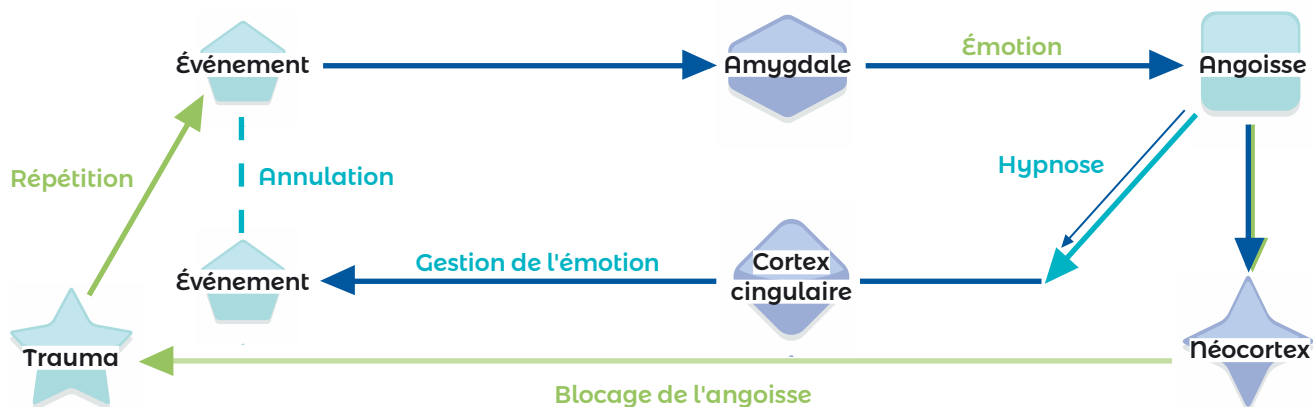 Émotion
Événement
Amygdale
Angoisse
Hypnose
Répétition
Annulation
Gestion de l'émotion
Cortex
cingulaire
Événement
Trauma
Néocortex
Blocage de l'angoisse